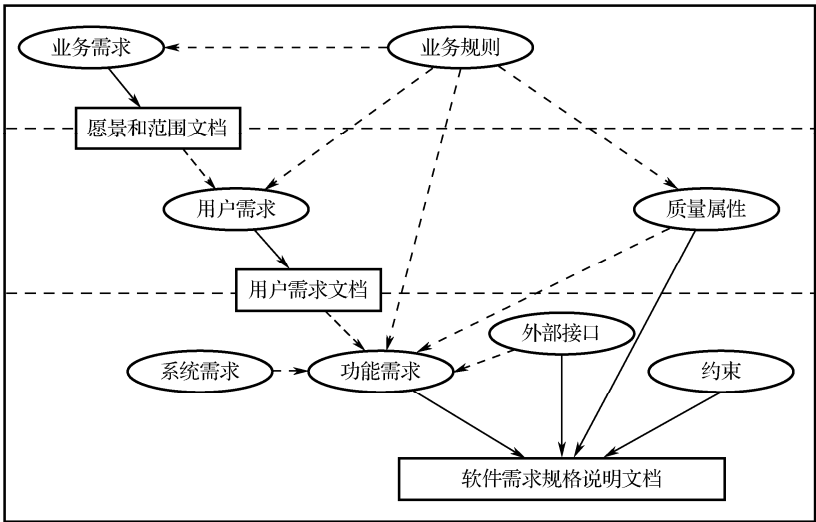 业务需求
业务规则
愿景和范围文档
用户需求
质量属性
用户需求文档
外部接口
系统需求
功能需求
约束
软件需求规格说明文档